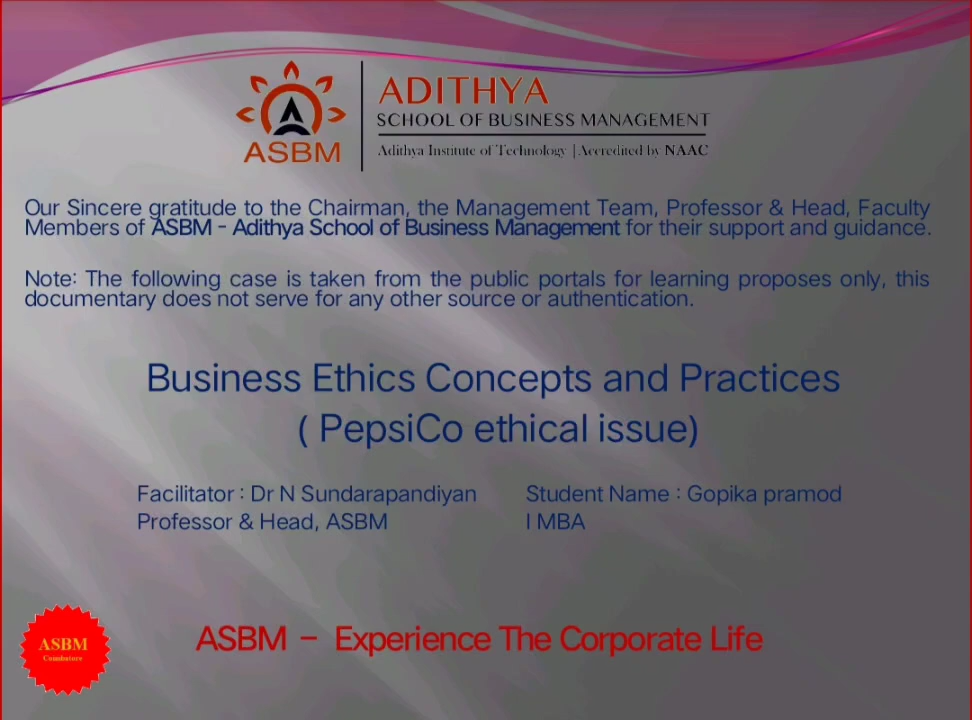 ASBM
ADITHYA
SCHOOL OF BUSINESS MANAGEMENT
Adithya Institute of Technology | Accredited by NAAC
Our Sincere gratitude to the Chairman, the Management Team, Professor & Head, Faculty
Members of ASBM - Adithya School of Business Management for their support and guidance.
Note: The following case is taken from the public portals for learning proposes only, this
documentary does not serve for any other source or authentication.
Business Ethics Concepts and Practices
( PepsiCo ethical issue)
Facilitator : Dr N Sundarapandiyan
Professor & Head, ASBM
Student Name : Gopika pramod
I MBA
ASBM
Coimbatore
ASBM – Experience The Corporate Life